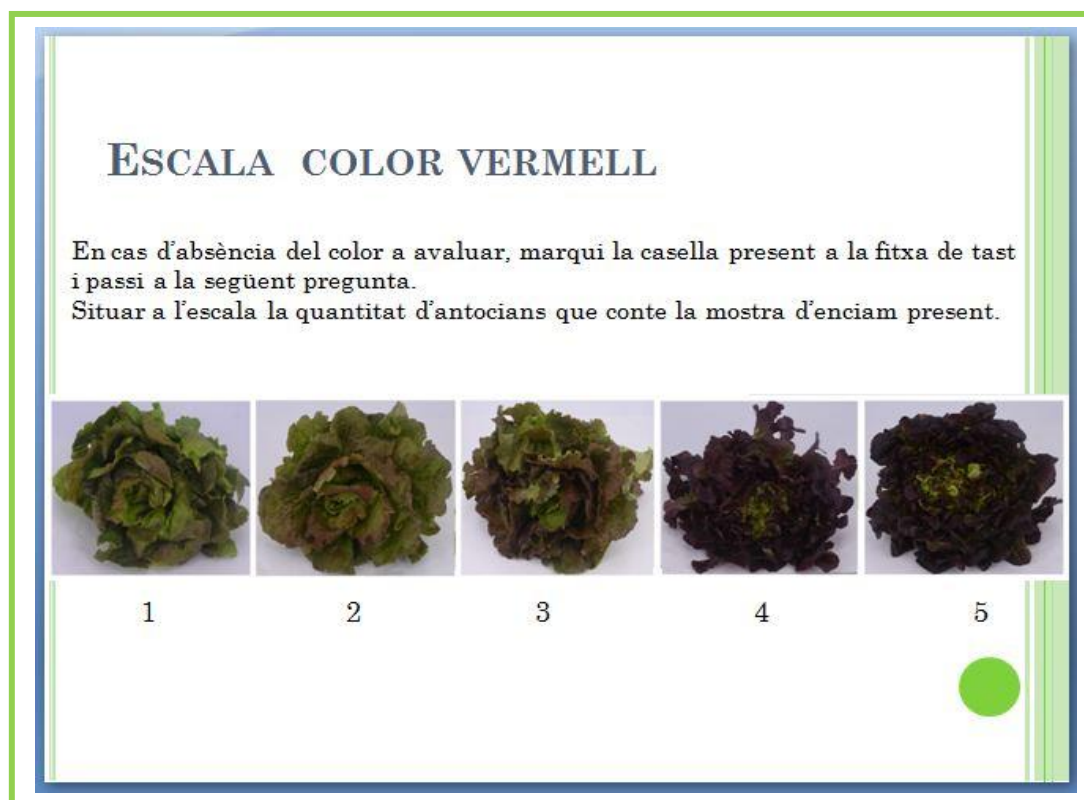 ESCALA COLOR VERMELL
En cas d'absència del color a avaluar, marqui la casella present a la fitxa de tast
i passi a la següent pregunta.
Situar a l'escala la quantitat d'antocians que conte la mostra d'enciam present.
1 2 3 4 5